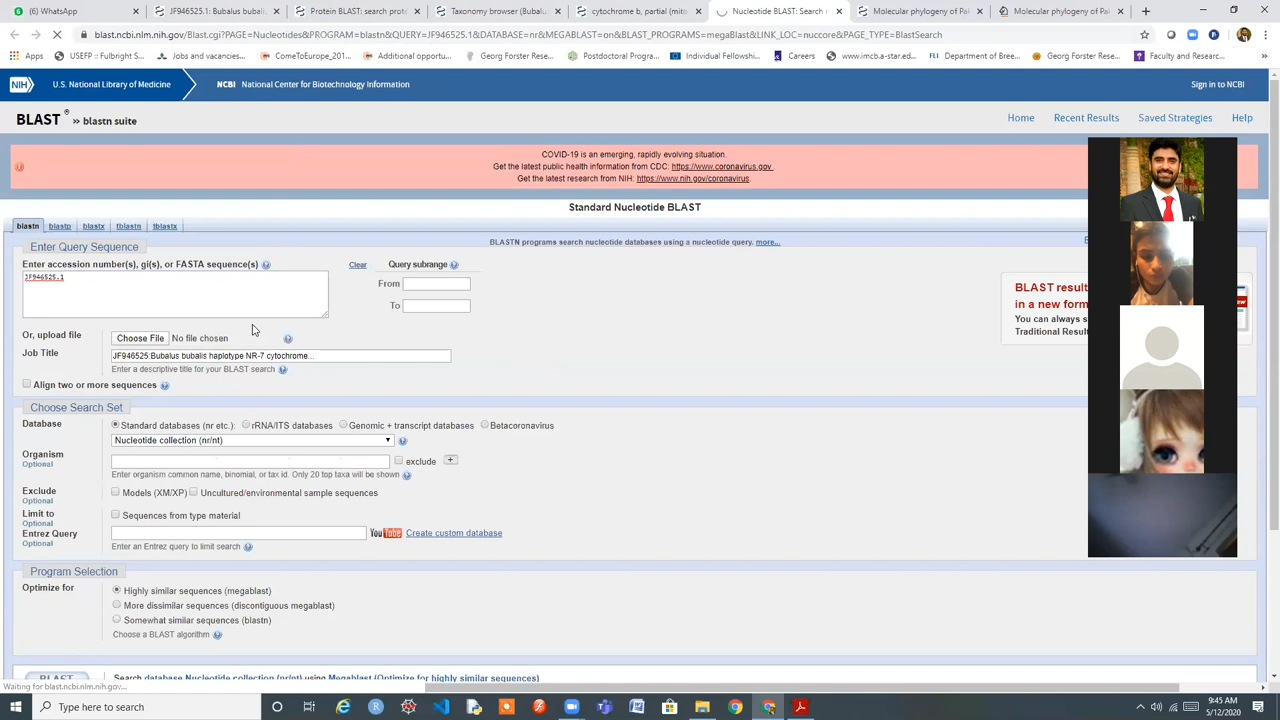 WhatsApp
JF946525.1: Bubalus bubalis
Protein BLAST: search prote
Taxonomy browser (Bubalu
cytochrome b, partial (mito
Nucleotide BLAST: Search
Molecular phylogeny of Pak
Molecular phylogeny of Pak
blast.ncbi.nlm.nih.gov/Blast.cgi?PAGE=Nucleotides&PROGRAM=blastn&QUERY=JF946525.1&DATABASE=nr&MEGABLAST=on&BLAST_PROGRAMS=megaBlast&LINK_LOC=nuccore&PAGE_TYPE=BlastSearch
Apps
USEFP :: Fulbright S...
Jobs and vacancies...
ComeToEurope_201...
Additional opportu...
Georg Forster Rese...
Postdoctoral Progra...
Individual Fellowshi...
Careers
www.imcb.a-star.ed...
FLI
Department of Bree...
Georg Forster Rese...
Faculty and Researc...
NIH
U.S. National Library of Medicine
NCBI National Center for Biotechnology Information
Sign in to NCBI
BLAST ® » blastn suite
Home
Recent Results
Saved Strategies
Help
COVID-19 is an emerging, rapidly evolving situation.
Get the latest public health information from CDC: https://www.coronavirus.gov
Get the latest research from NIH: https://www.nih.gov/coronavirus.
Standard Nucleotide BLAST
blastn
blastp
blastx
tblastn
tblastx
BLASTN programs search nucleotide databases using a nucleotide query. more...
Enter Query Sequence
Enter accession number(s), gi(s), or FASTA sequence(s)
Clear
Query subrange
JF946525.1
From
To
BLAST result
in a new form
You can always s
Traditional Result
Or, upload file
Choose File
No file chosen
Job Title
JF946525:Bubalus bubalis haplotype NR-7 cytochrome...
Enter a descriptive title for your BLAST search
Align two or more sequences
Choose Search Set
Database
Standard databases (nr etc.):
rRNA/ITS databases
Genomic + transcript databases
Betacoronavirus
Nucleotide collection (nr/nt)
Organism
Optional
exclude
Enter organism common name, binomial, or tax id. Only 20 top taxa will be shown
Exclude
Optional
Models (XM/XP)
Uncultured/environmental sample sequences
Limit to
Optional
Sequences from type material
Entrez Query
Optional
YouTube
Create custom database
Enter an Entrez query to limit search
Program Selection
Optimize for
Highly similar sequences (megablast)
More dissimilar sequences (discontiguous megablast)
Somewhat similar sequences (blastn)
Choose a BLAST algorithm
BLAST
Search database Nucleotide collection (nr/nt) using Megablast (Optimize for highly similar sequences)
Waiting for blast.ncbi.nlm.nih.gov...
Type here to search
9:45 AM
5/12/2020